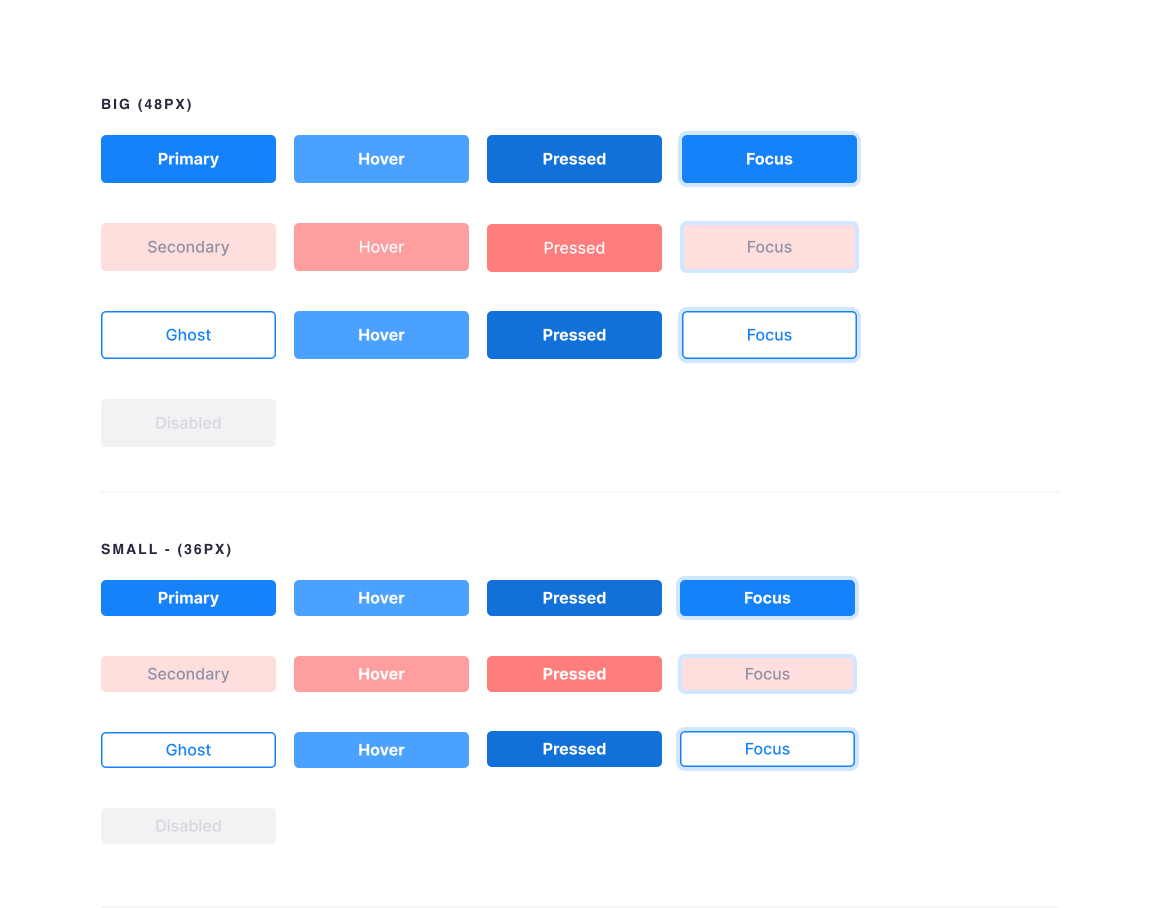 BIG (48PX)
Primary Hover Pressed Focus
Secondary Hover Pressed Focus
Ghost Hover Pressed Focus
Disabled
SMALL - (36PX)
Primary Hover Pressed Focus
Secondary Hover Pressed Focus
Ghost Hover Pressed Focus
Disabled